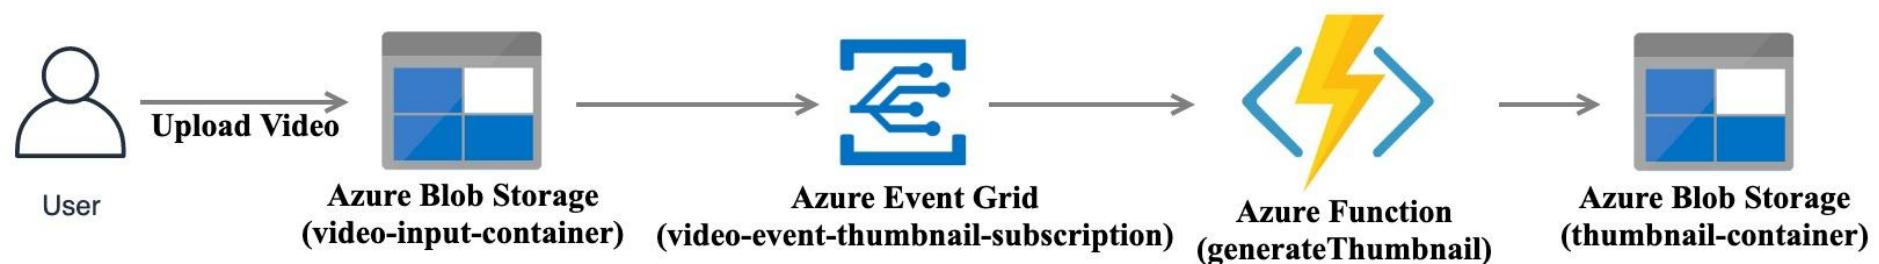 Upload Video
User
Azure Blob Storage
(video-input-container)
Azure Event Grid
(video-event-thumbnail-subscription)
Azure Function
(generateThumbnail)
Azure Blob Storage
(thumbnail-container)